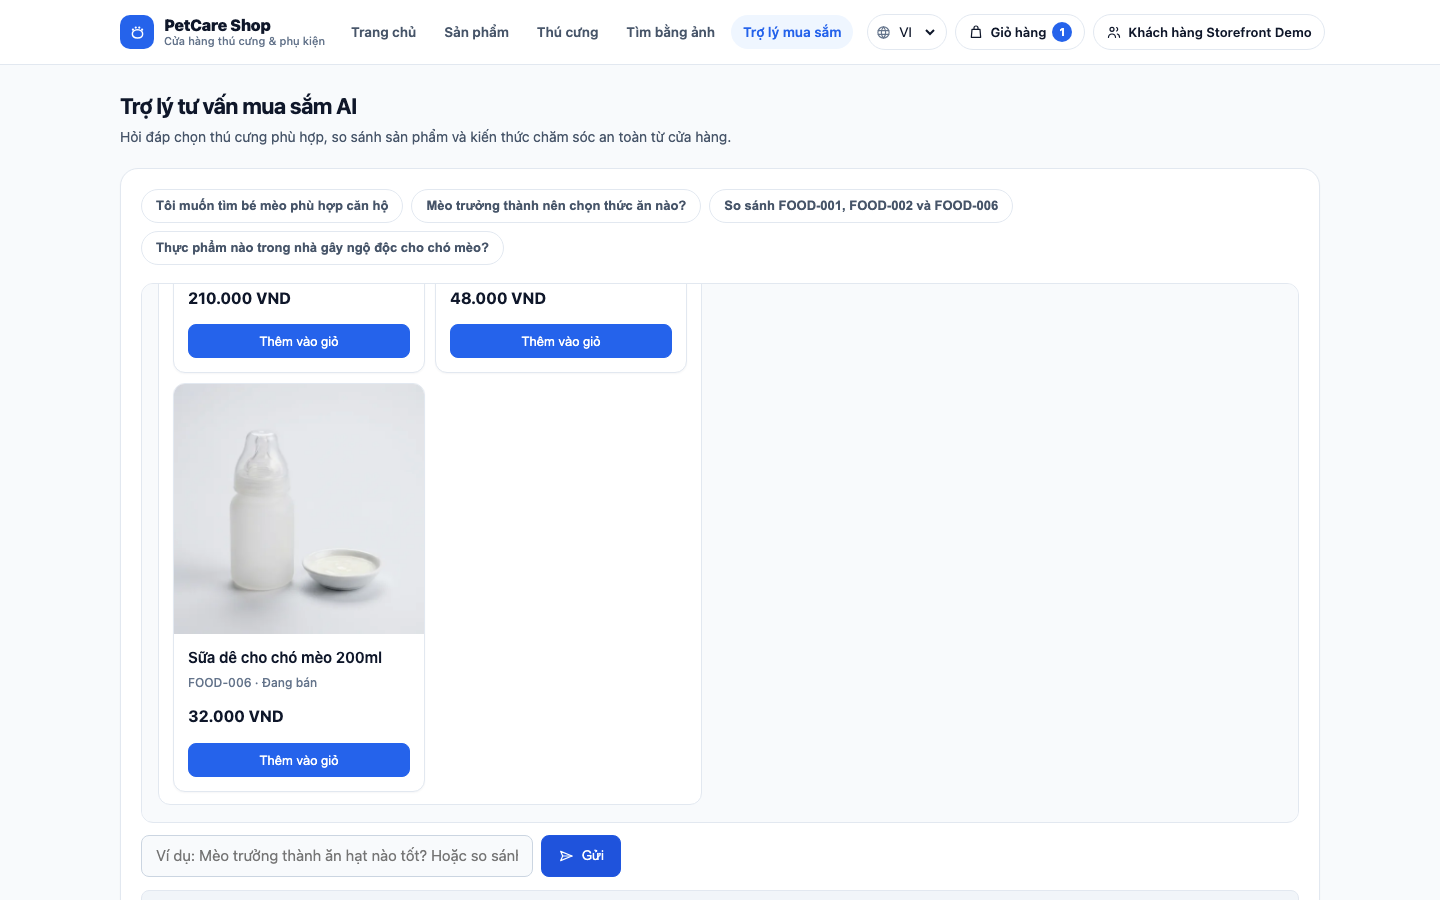 PetCare Shop
Cửa hàng thú cưng & phụ kiện
Trang chủ
Sản phẩm
Thú cưng
Tìm bằng ảnh
Trợ lý mua sắm
VI
Giỏ hàng
1
Khách hàng Storefront Demo
Trợ lý tư vấn mua sắm AI
Hỏi đáp chọn thú cưng phù hợp, so sánh sản phẩm và kiến thức chăm sóc an toàn từ cửa hàng.
Tôi muốn tìm bé mèo phù hợp căn hộ
Mèo trưởng thành nên chọn thức ăn nào?
So sánh FOOD-001, FOOD-002 và FOOD-006
Thực phẩm nào trong nhà gây ngộ độc cho chó mèo?
210.000 VND
48.000 VND
Thêm vào giỏ
Thêm vào giỏ
Sữa dê cho chó mèo 200ml
FOOD-006 · Đang bán
32.000 VND
Thêm vào giỏ
Ví dụ: Mèo trưởng thành ăn hạt nào tốt? Hoặc so sánh
Gửi